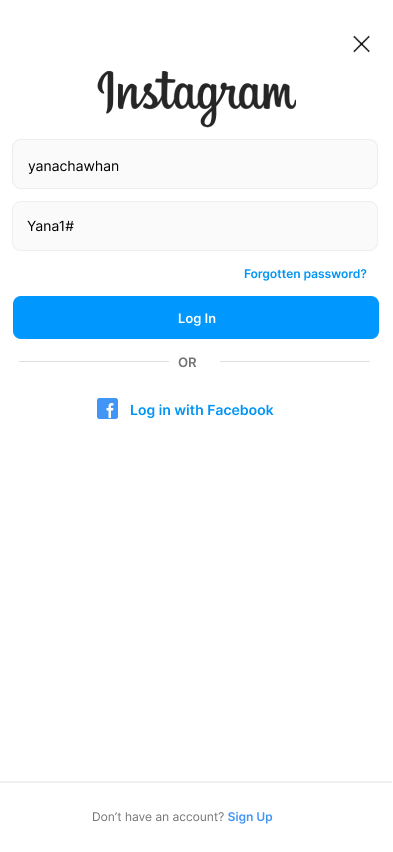 Instagram
yanachawhan
Yana1#
Forgotten password?
Log In
OR
f Log in with Facebook
Don't have an account? Sign Up